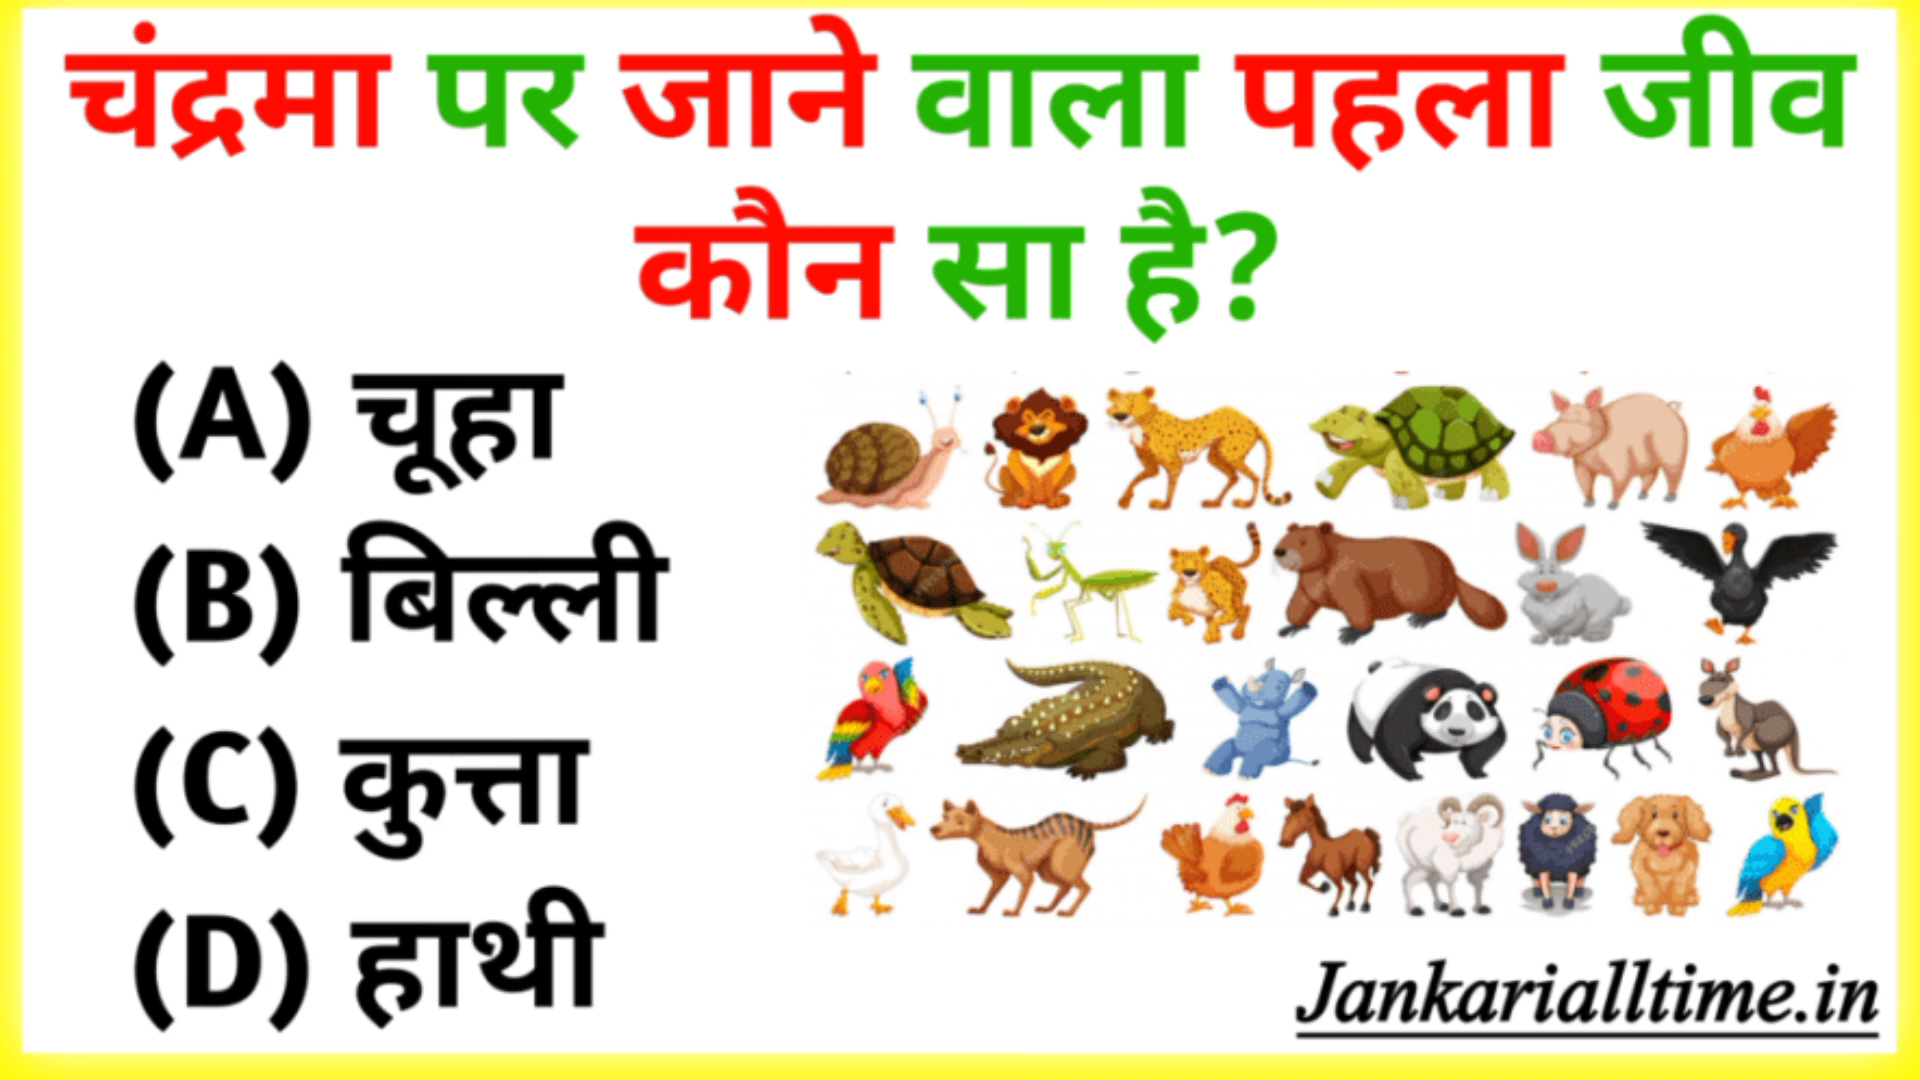 चंद्रमा पर जाने वाला पहला जीव
कौन सा है?
(A) चूहा
(B) बिल्ली
(C) कुत्ता
(D) हाथी
Jankarialltime.in